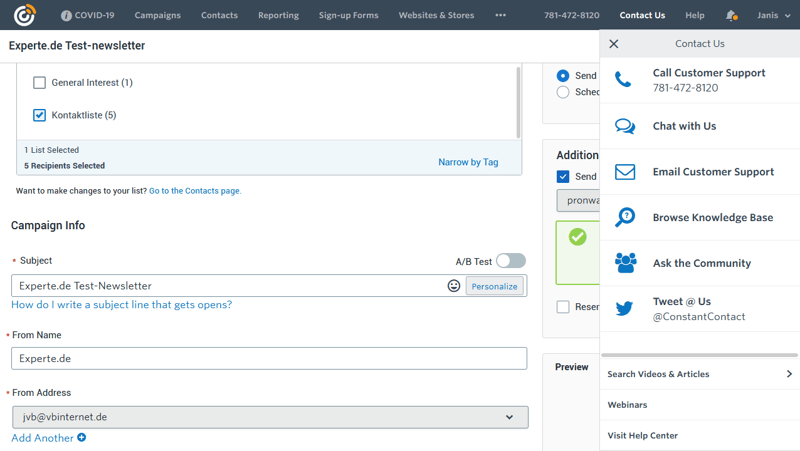 COVID-19 Campaigns Contacts Reporting Sign-up Forms Websites & Stores ••• 781-472-8120 Contact Us Help Janis
Experte.de Test-newsletter
General Interest (1)
Kontaktliste (5)
1 List Selected
5 Recipients Selected
Narrow by Tag
Want to make changes to your list? Go to the Contacts page.
Campaign Info
* Subject
A/B Test
Experte.de Test-Newsletter
Personalize
How do I write a subject line that gets opens?
* From Name
Experte.de
* From Address
jvb@vbinternet.de
Add Another
Send
Sched
Addition
Send
pronwa
Preview
Contact Us
Call Customer Support
781-472-8120
Chat with Us
Email Customer Support
Browse Knowledge Base
Ask the Community
Tweet @ Us
@ConstantContact
Search Videos & Articles
Webinars
Visit Help Center